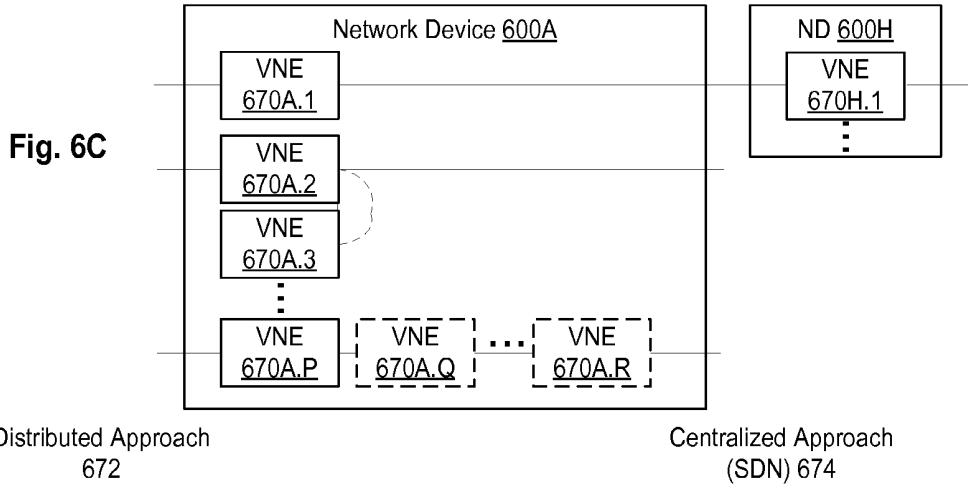 Network Device 600A
ND 600H
VNE
670A.1
VNE
670H.1
Fig. 6C
VNE
670A.2
VNE
670A.3
VNE
670A.P
VNE
670A.Q
VNE
670A.R
Distributed Approach
672
Centralized Approach
(SDN) 674